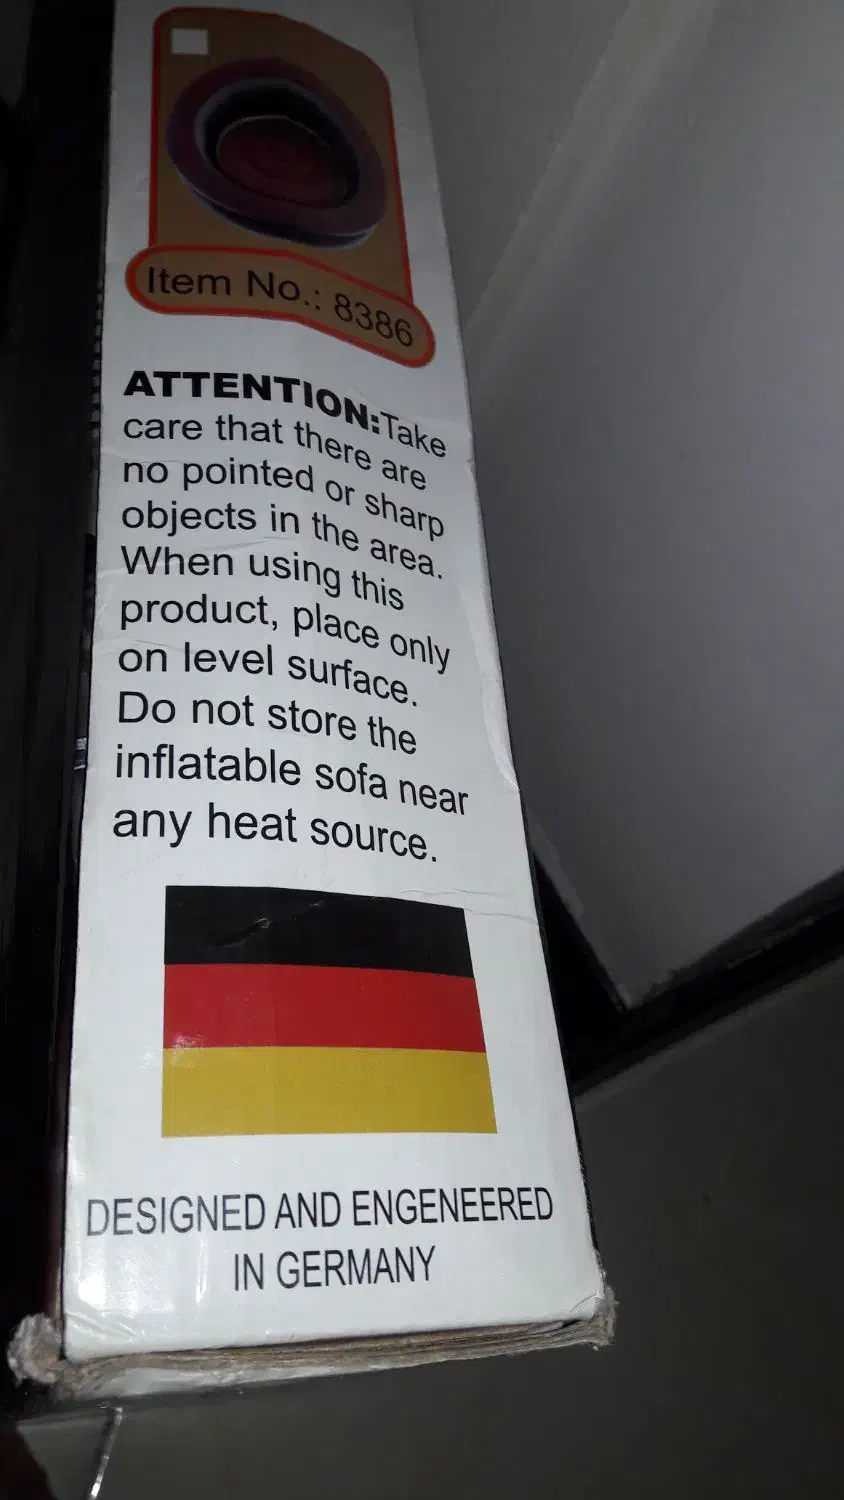 Item No.: 8386
ATTENTION:Take
care that there are
no pointed or sharp
objects in the area.
When using this
product, place only
on level surface.
Do not store the
inflatable sofa near
any heat source.
DESIGNED AND ENGENEERED
IN GERMANY